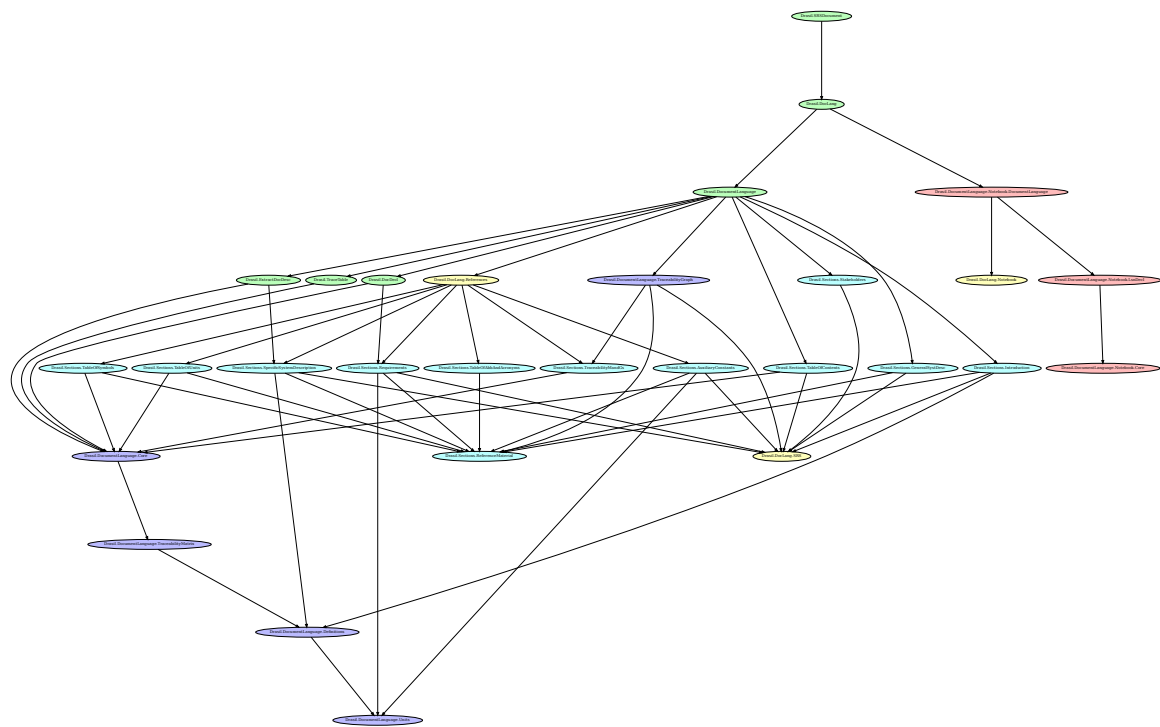 Drasil.SRSDocument
Drasil.DocLang
Drasil.DocumentLanguage
Drasil.DocumentLanguage.Notebook.DocumentLanguage
Drasil.ExtractDocDesc
Drasil.TraceTable
Drasil.DocDecl
Drasil.DocLang.References
Drasil.DocumentLanguage.TraceabilityGraph
Drasil.Sections.Stakeholders
Drasil.DocLang.Notebook
Drasil.DocumentLanguage.Notebook.LsnDecl
Drasil.Sections.TableOfSymbols
Drasil.Sections.TableOfUnits
Drasil.Sections.SpecificSystemDescription
Drasil.Sections.Requirements
Drasil.Sections.TableOfAbbAndAcronyms
Drasil.Sections.TraceabilityMandGs
Drasil.Sections.AuxiliaryConstants
Drasil.Sections.TableOfContents
Drasil.Sections.GeneralSystDesc
Drasil.Sections.Introduction
Drasil.DocumentLanguage.Notebook.Core
Drasil.DocumentLanguage.Core
Drasil.Sections.ReferenceMaterial
Drasil.DocLang.SRS
Drasil.DocumentLanguage.TraceabilityMatrix
Drasil.DocumentLanguage.Definitions
Drasil.DocumentLanguage.Units